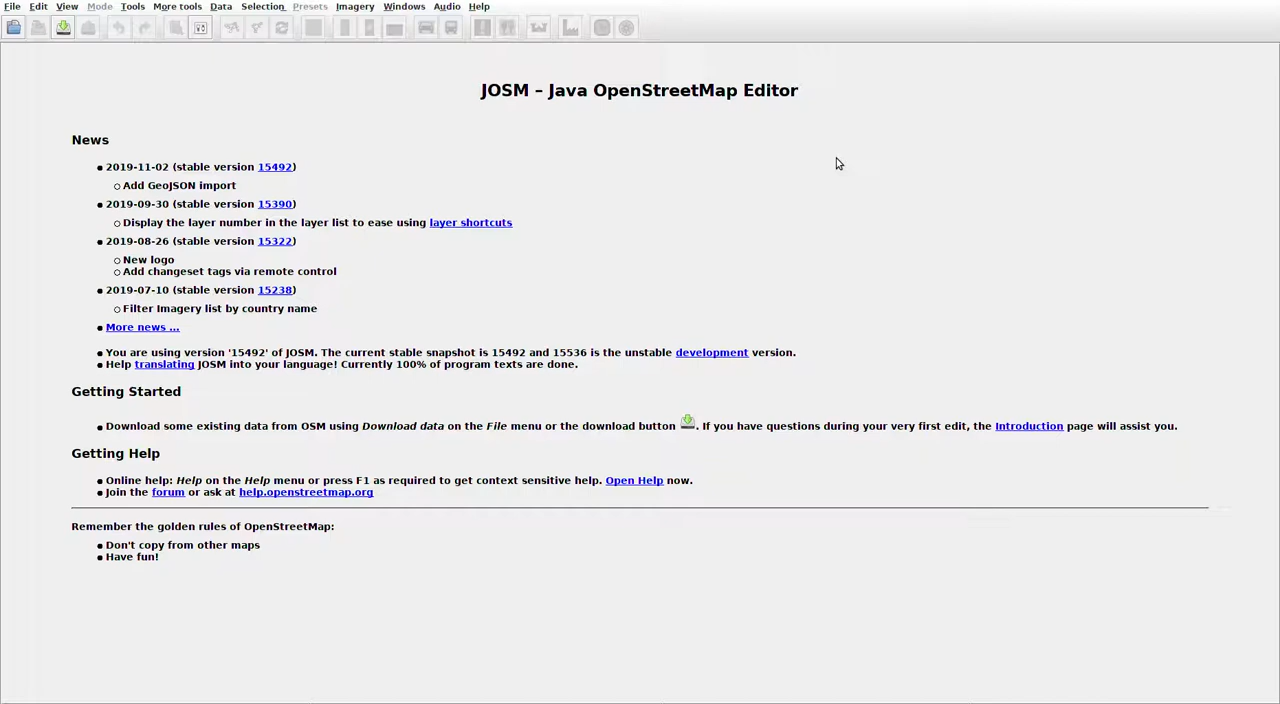 File Edit View Mode Tools More tools Data Selection Presets Imagery Windows Audio Help
JOSM – Java OpenStreetMap Editor
News
2019-11-02 (stable version 15492)
Add GeoJSON import
2019-09-30 (stable version 15390)
Display the layer number in the layer list to ease using layer shortcuts
2019-08-26 (stable version 15322)
New logo
Add changeset tags via remote control
2019-07-10 (stable version 15238)
Filter Imagery list by country name
More news ...
You are using version '15492' of JOSM. The current stable snapshot is 15492 and 15536 is the unstable development version.
Help translating JOSM into your language! Currently 100% of program texts are done.
Getting Started
Download some existing data from OSM using Download data on the File menu or the download button . If you have questions during your very first edit, the Introduction page will assist you.
Getting Help
Online help: Help on the Help menu or press F1 as required to get context sensitive help. Open Help now.
Join the forum or ask at help.openstreetmap.org
Remember the golden rules of OpenStreetMap:
Don't copy from other maps
Have fun!